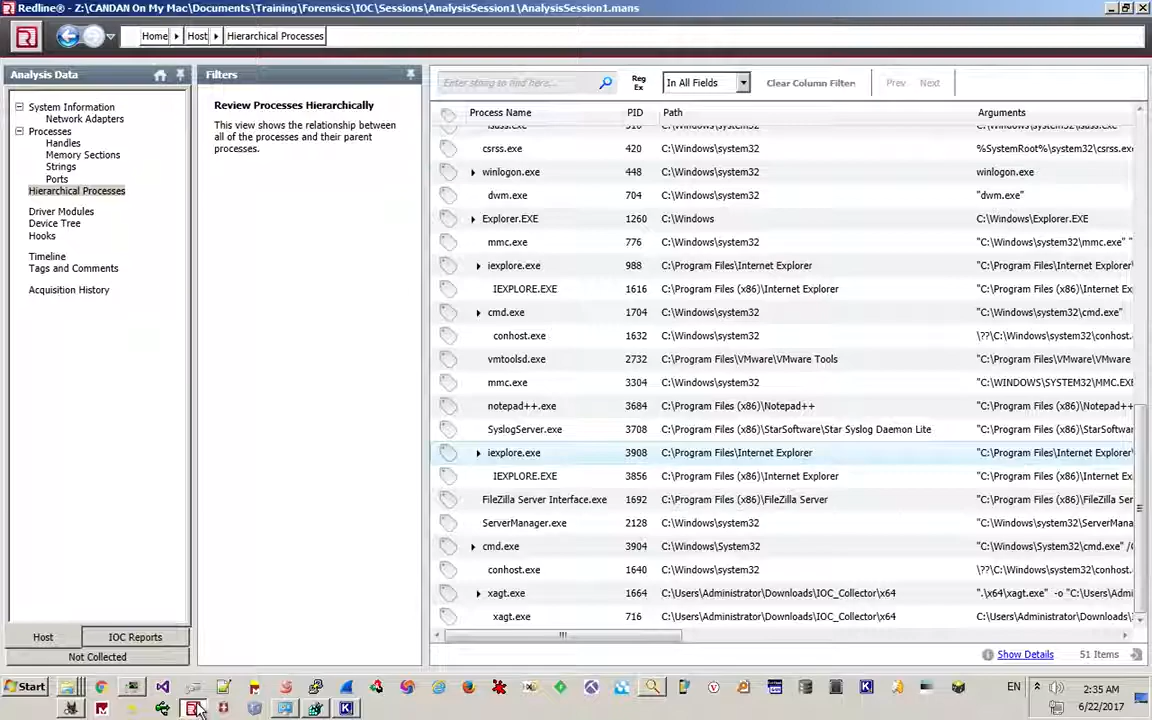 Redline® - Z:\CANDAN On My Mac\Documents\Training\Forensics\IOC\Sessions\AnalysisSession1\AnalysisSession1.mans
Home Host Hierarchical Processes
Analysis Data
System Information
Network Adapters
Processes
Handles
Memory Sections
Strings
Ports
Hierarchical Processes
Driver Modules
Device Tree
Hooks
Timeline
Tags and Comments
Acquisition History
Host IOC Reports
Not Collected
Filters
Review Processes Hierarchically
This view shows the relationship between
all of the processes and their parent
processes.
Enter string to find here... Reg Ex In All Fields Clear Column Filters Prev Next
Process Name PID Path Arguments
lsass.exe 516 C:\Windows\system32 C:\Windows\system32\lsass.exe
csrss.exe 420 C:\Windows\system32 %SystemRoot%\system32\csrss.exe
winlogon.exe 448 C:\Windows\system32 winlogon.exe
dwm.exe 704 C:\Windows\system32 "dwm.exe"
Explorer.EXE 1260 C:\Windows C:\Windows\Explorer.EXE
mmc.exe 776 C:\Windows\system32 "C:\Windows\system32\mmc.exe" "
iexplore.exe 988 C:\Program Files\Internet Explorer "C:\Program Files\Internet Explorer\
IEXPLORE.EXE 1616 C:\Program Files (x86)\Internet Explorer "C:\Program Files (x86)\Internet Ex
cmd.exe 1704 C:\Windows\system32 "C:\Windows\system32\cmd.exe"
conhost.exe 1632 C:\Windows\system32 \??\C:\Windows\system32\conhost.
vmtoolsd.exe 2732 C:\Program Files\VMware\VMware Tools "C:\Program Files\VMware\VMware
mmc.exe 3304 C:\Windows\system32 "C:\WINDOWS\SYSTEM32\MMC.EXE
notepad++.exe 3684 C:\Program Files (x86)\Notepad++ "C:\Program Files (x86)\Notepad++
SyslogServer.exe 3708 C:\Program Files (x86)\StarSoftware\Star Syslog Daemon Lite "C:\Program Files (x86)\StarSoftwar
iexplore.exe 3908 C:\Program Files\Internet Explorer "C:\Program Files\Internet Explorer\
IEXPLORE.EXE 3856 C:\Program Files (x86)\Internet Explorer "C:\Program Files (x86)\Internet Ex
FileZilla Server Interface.exe 1692 C:\Program Files (x86)\FileZilla Server "C:\Program Files (x86)\FileZilla Ser
ServerManager.exe 2128 C:\Windows\system32 "C:\Windows\system32\ServerMana
cmd.exe 3904 C:\Windows\System32 "C:\Windows\System32\cmd.exe" /
conhost.exe 1640 C:\Windows\system32 \??\C:\Windows\system32\conhost.
xagt.exe 1664 C:\Users\Administrator\Downloads\IOC_Collector\x64 ".\x64\xagt.exe" -o "C:\Users\Admi
xagt.exe 716 C:\Users\Administrator\Downloads\IOC_Collector\x64 C:\Users\Administrator\Downloads\
Show Details 51 Items
Start EN 2:35 AM
6/22/2017